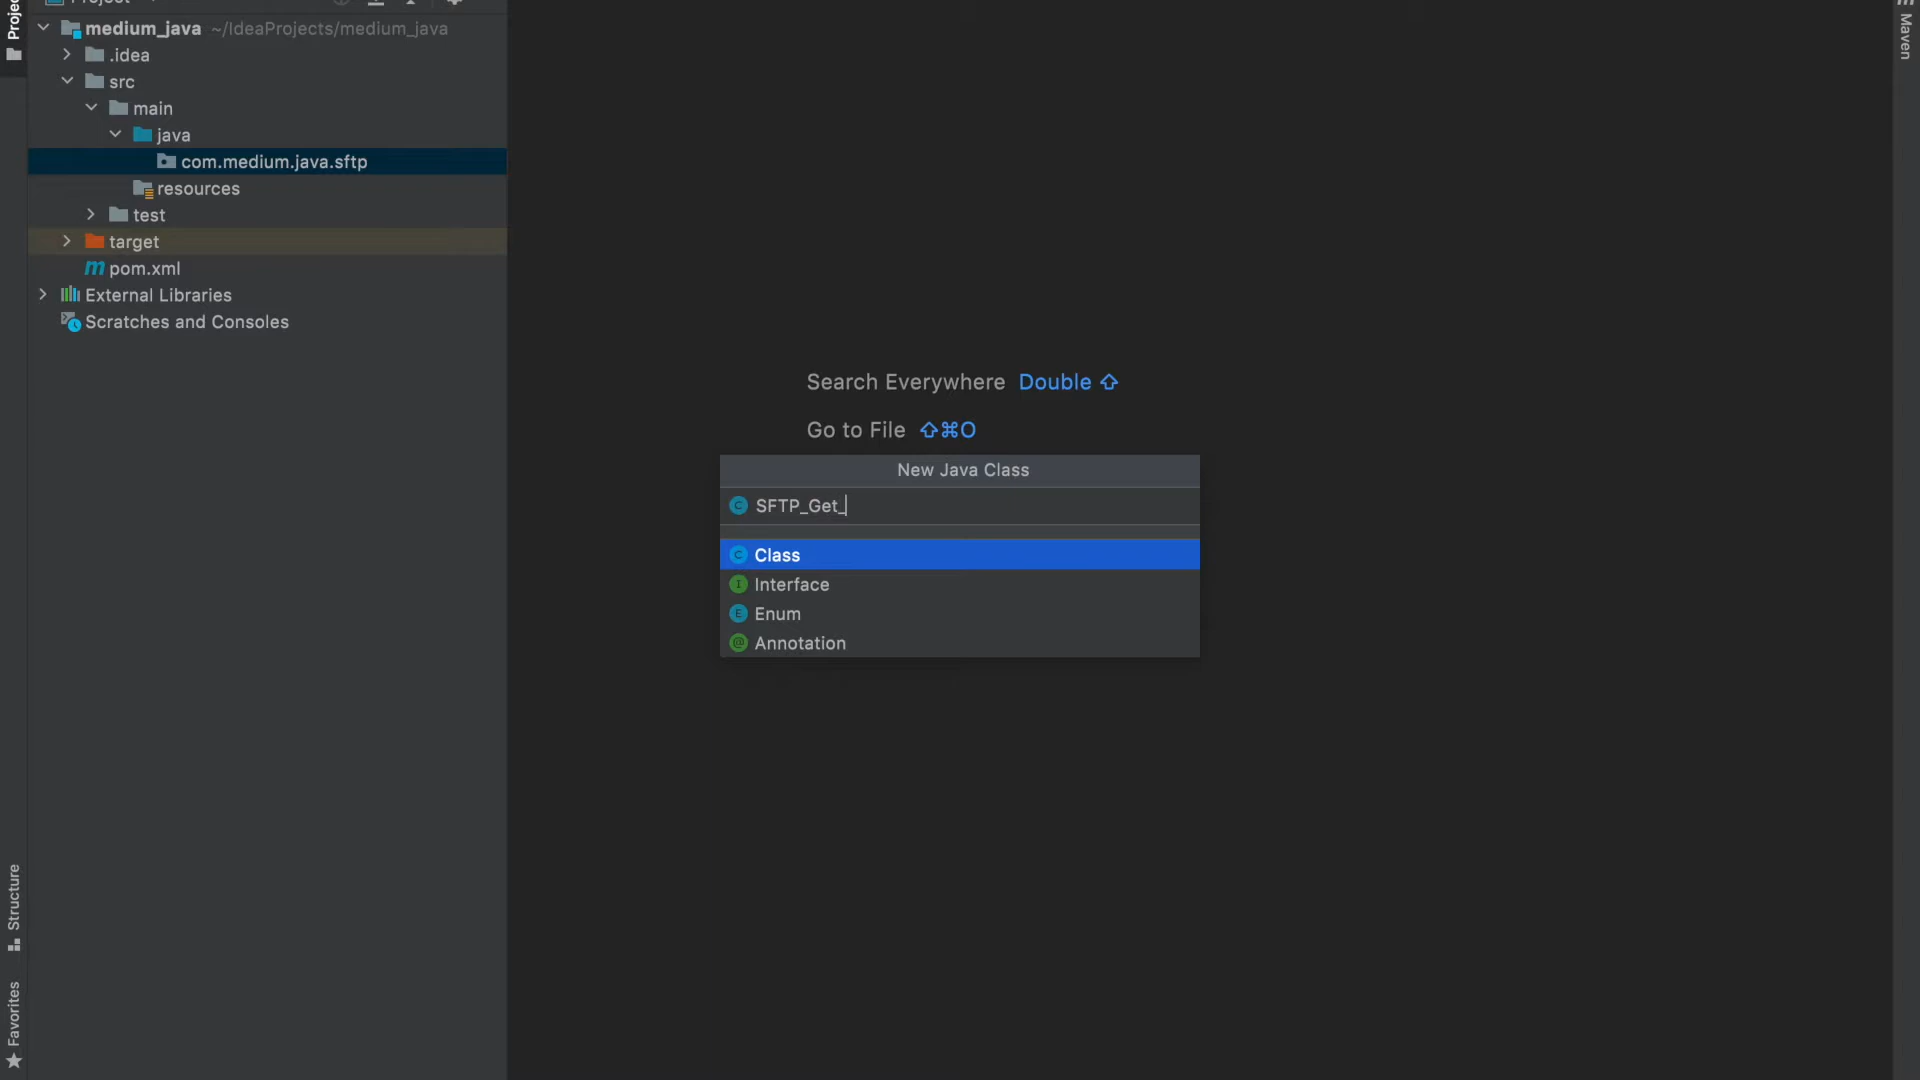 Project
medium_java ~/IdeaProjects/medium_java
.idea
src
main
java
com.medium.java.sftp
resources
test
target
pom.xml
External Libraries
Scratches and Consoles
Search Everywhere Double ⇧
Go to File ⇧⌘O
New Java Class
SFTP_Get_
Class
Interface
Enum
Annotation
Structure
Favorites
Maven